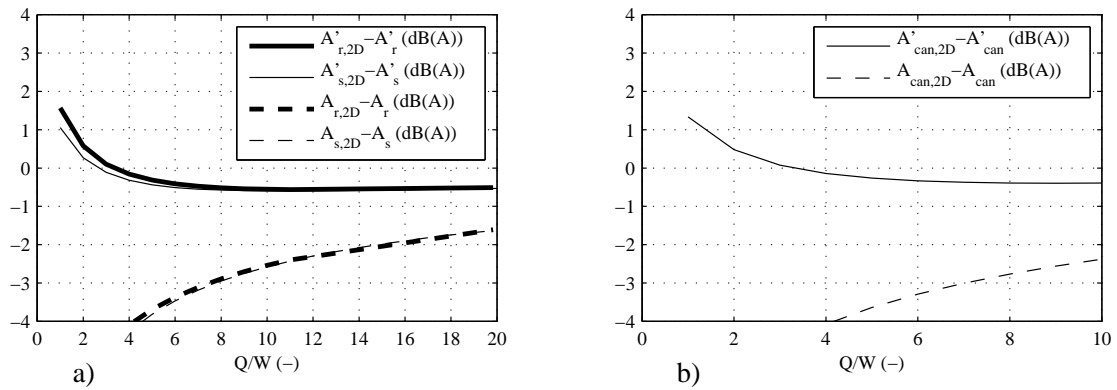 4
3
2
1
0
−1
−2
−3
−4
0 2 4 6 8 10 12 14 16 18 20
Q/W (−)
A'r,2D−A'r (dB(A))
A's,2D−A's (dB(A))
Ar,2D−Ar (dB(A))
As,2D−As (dB(A))
a)
4
3
2
1
0
−1
−2
−3
−4
0 2 4 6 8 10
Q/W (−)
A'can,2D−A'can (dB(A))
Acan,2D−Acan (dB(A))
b)